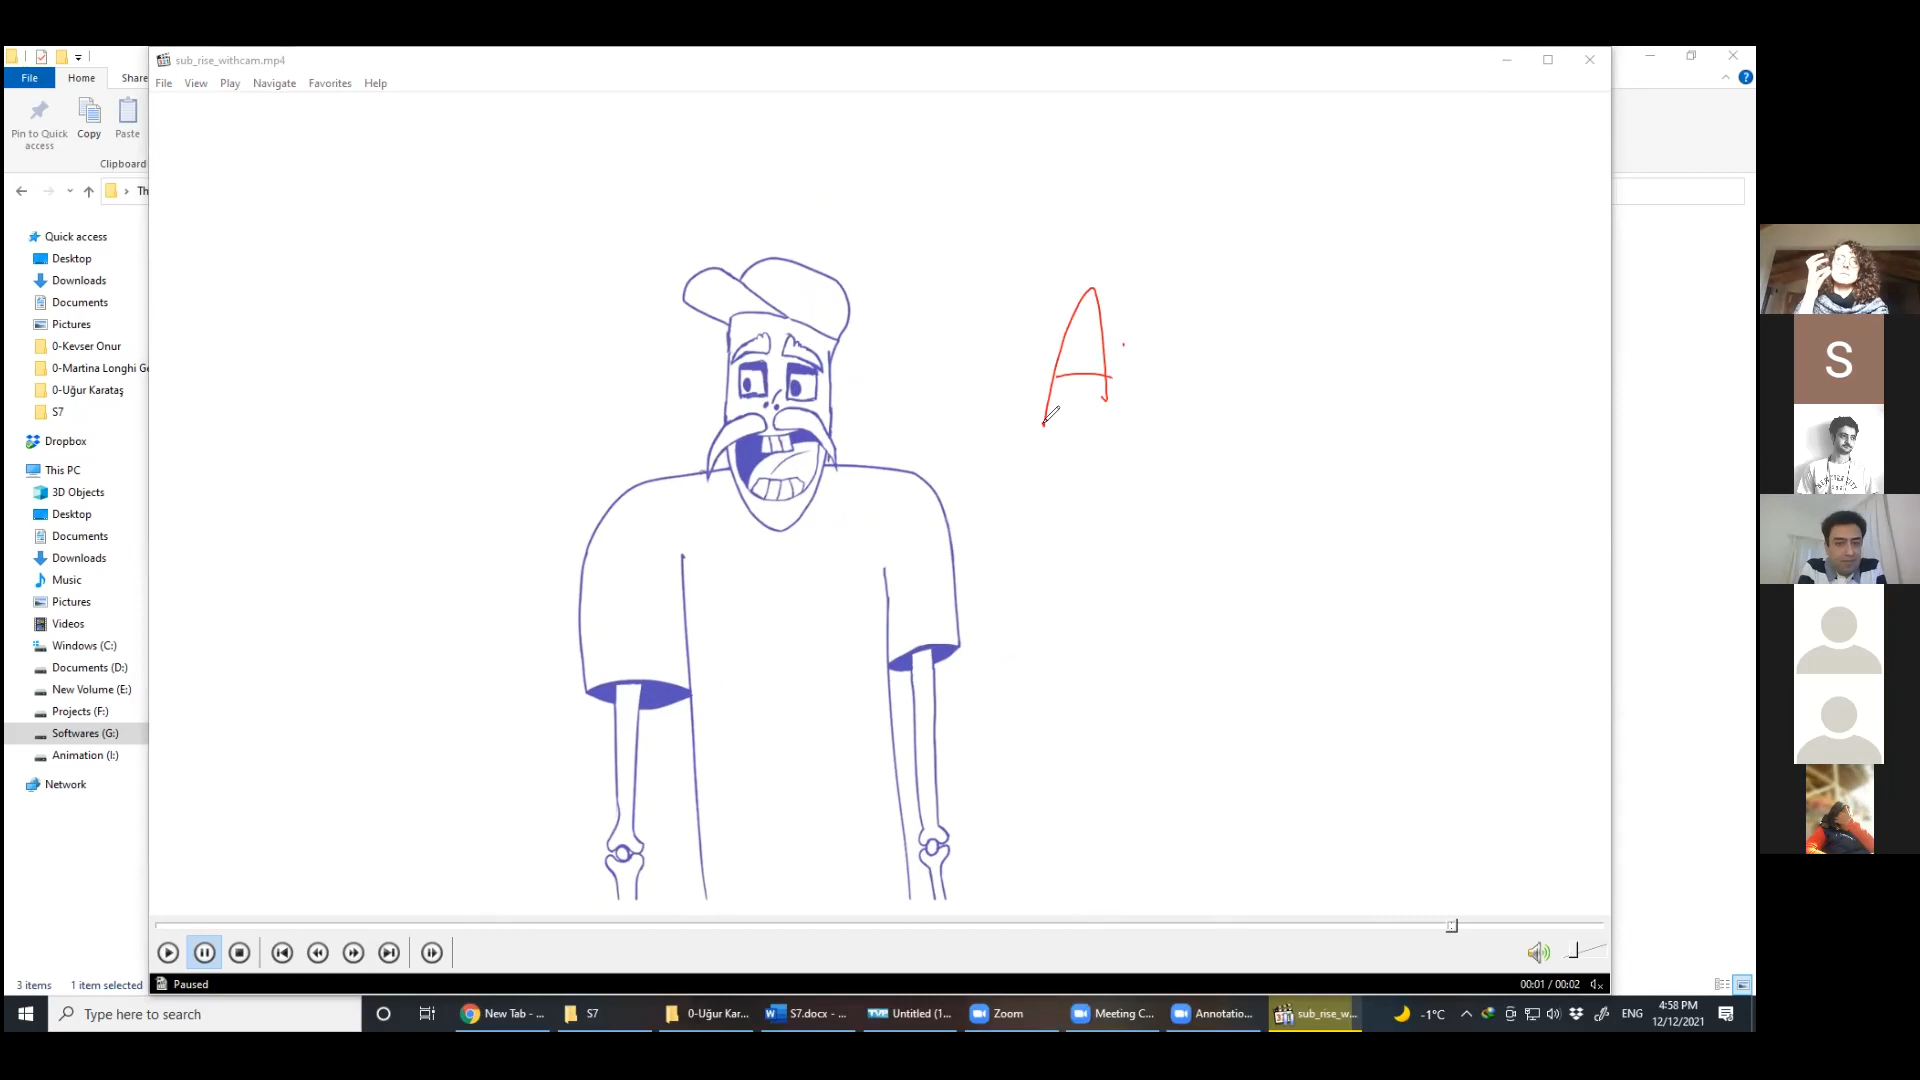 sub_rise_withcam.mp4
File Home Share
File View Play Navigate Favorites Help
Pin to Quick access
Copy
Paste
Clipboard
Th
Quick access
Desktop
Downloads
Documents
Pictures
0-Kevser Onur
0-Martina Longhi Ge
0-Uğur Karataş
S7
Dropbox
This PC
3D Objects
Desktop
Documents
Downloads
Music
Pictures
Videos
Windows (C:)
Documents (D:)
New Volume (E:)
Projects (F:)
Softwares (G:)
Animation (I:)
Network
A
S
3 items 1 item selected
Paused
00:01 / 00:02
Type here to search
New Tab - ...
S7
0-Uğur Kar...
S7.docx - ...
Untitled (1...
Zoom
Meeting C...
Annotatio...
sub_rise_w...
-1°C
ENG
4:58 PM
12/12/2021